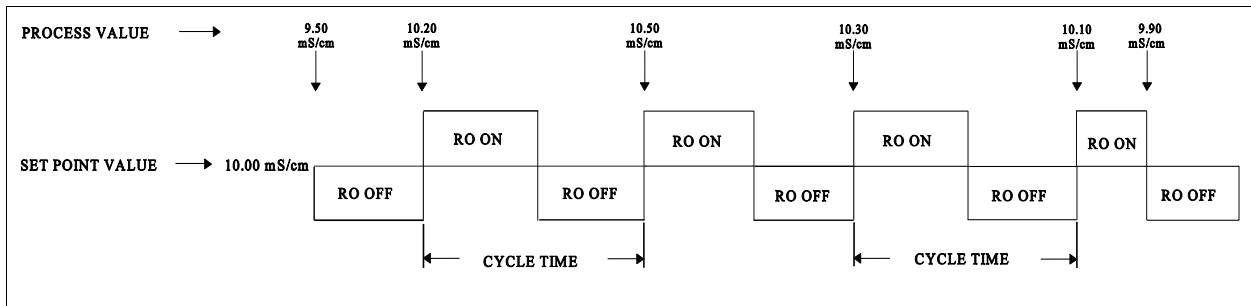 PROCESS VALUE
9.50 mS/cm
10.20 mS/cm
10.50 mS/cm
10.30 mS/cm
10.10 mS/cm
9.90 mS/cm
RO ON
RO ON
RO ON
RO ON
SET POINT VALUE
10.00 mS/cm
RO OFF
RO OFF
RO OFF
RO OFF
RO OFF
CYCLE TIME
CYCLE TIME